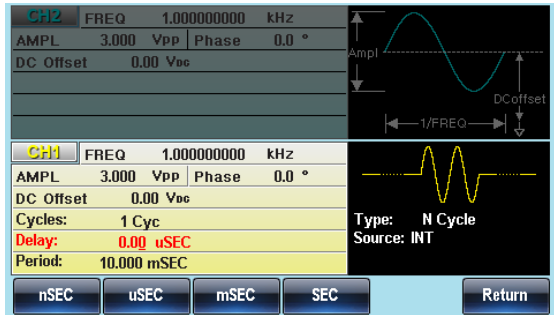 CH2 FREQ 1.000000000 kHz
AMPL 3.000 VPP Phase 0.0 °
DC Offset 0.00 VDC
Ampl
DCoffset
1/FREQ
CH1 FREQ 1.000000000 kHz
AMPL 3.000 VPP Phase 0.0 °
DC Offset 0.00 VDC
Cycles: 1 Cyc
Delay: 0.00 uSEC
Period: 10.000 mSEC
Type: N Cycle
Source: INT
nSEC uSEC mSEC SEC Return